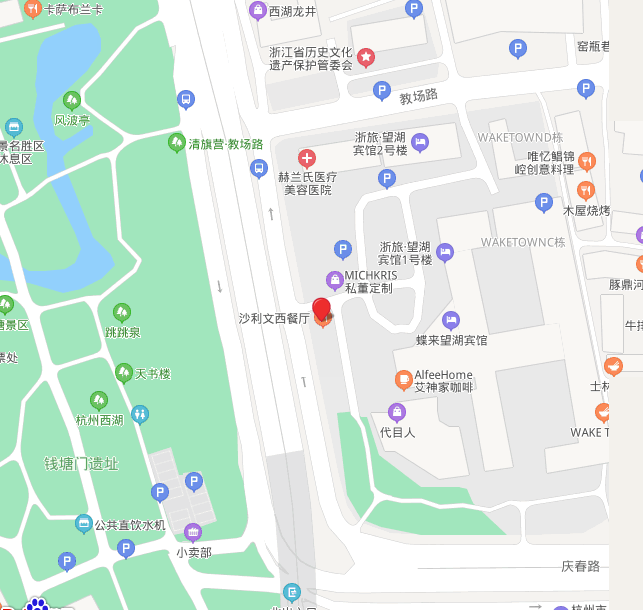 卡萨布兰卡
西湖龙井
浙江省历史文化
遗产保护管委会
窑瓶巷
P
P
P
P
教场路
风波亭
景名胜区
休息区
清旗营·教场路
浙旅·望湖
宾馆2号楼
WAKETOWND栋
唯忆鲳锦
崆创意料理
赫兰氏医疗
美容医院
P
P
木屋烧烤
浙旅·望湖
宾馆1号楼
WAKETOWNC栋
P
MICHKRIS
私董定制
豚鼎河
塘景区
跳跳泉
沙利文西餐厅
牛排
蝶来望湖宾馆
票处
天书楼
AlfeeHome
艾神家咖啡
士林
杭州西湖
代目人
WAKE T
钱塘门遗址
P
P
公共直饮水机
P
P
小卖部
庆春路
杭州市